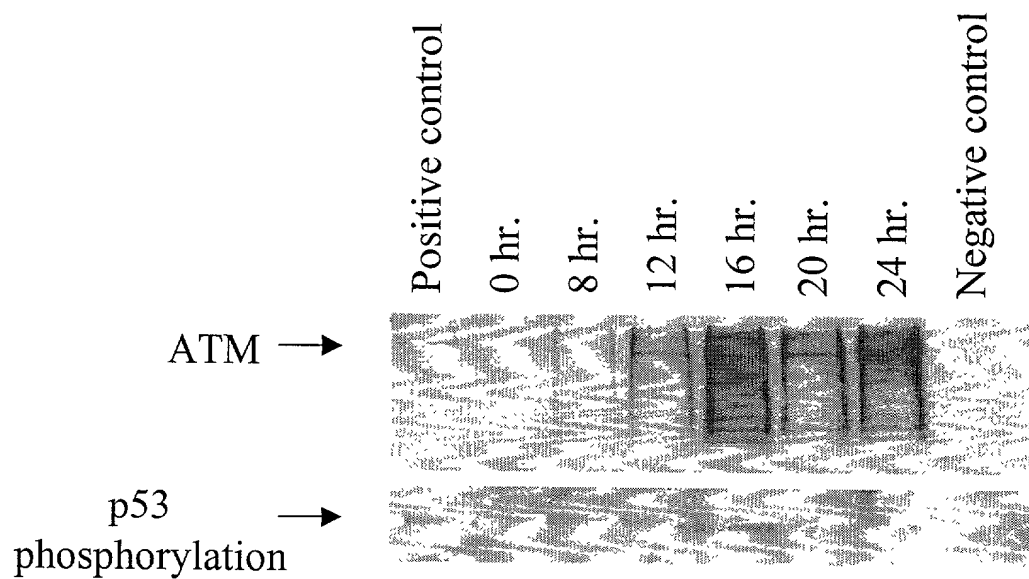 Positive control
0 hr.
8 hr.
12 hr.
16 hr.
20 hr.
24 hr.
Negative control
ATM
p53
phosphorylation